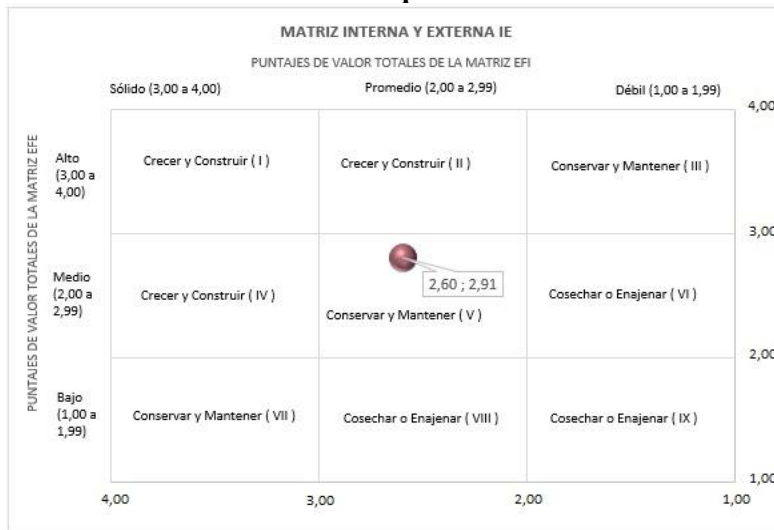 MATRIZ INTERNA Y EXTERNA IE
PUNTAJES DE VALOR TOTALES DE LA MATRIZ EFI
Sólido (3,00 a 4,00)
Promedio (2,00 a 2,99)
Débil (1,00 a 1,99)
PUNTAJES DE VALOR TOTALES DE LA MATRIZ EFE
4,00
Alto
(3,00 a
4,00)
Crecer y Construir ( I )
Crecer y Construir ( II )
Conservar y Mantener ( III )
3,00
Medio
(2,00 a
2,99)
Crecer y Construir ( IV )
2,60 ; 2,91
Conservar y Mantener ( V )
Cosechar o Enajenar ( VI )
2,00
Bajo
(1,00 a
1,99)
Conservar y Mantener ( VII )
Cosechar o Enajenar ( VIII )
Cosechar o Enajenar ( IX )
1,00
4,00
3,00
2,00
1,00